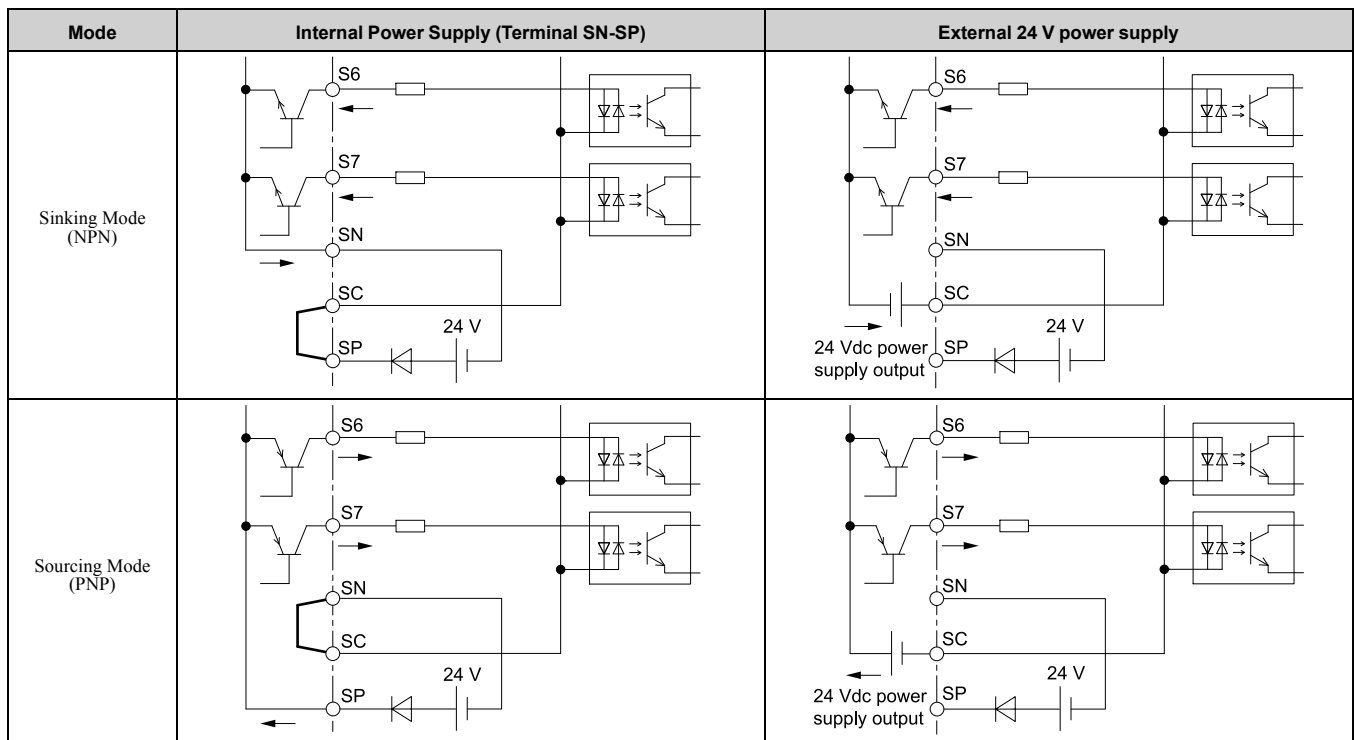 Mode
Internal Power Supply (Terminal SN-SP)
External 24 V power supply
Sinking Mode
(NPN)
S6
S7
SN
SC
24 V
SP
S6
S7
SN
SC
24 V
24 Vdc power
supply output
SP
Sourcing Mode
(PNP)
S6
S7
SN
SC
24 V
SP
S6
S7
SN
SC
24 V
24 Vdc power
supply output
SP